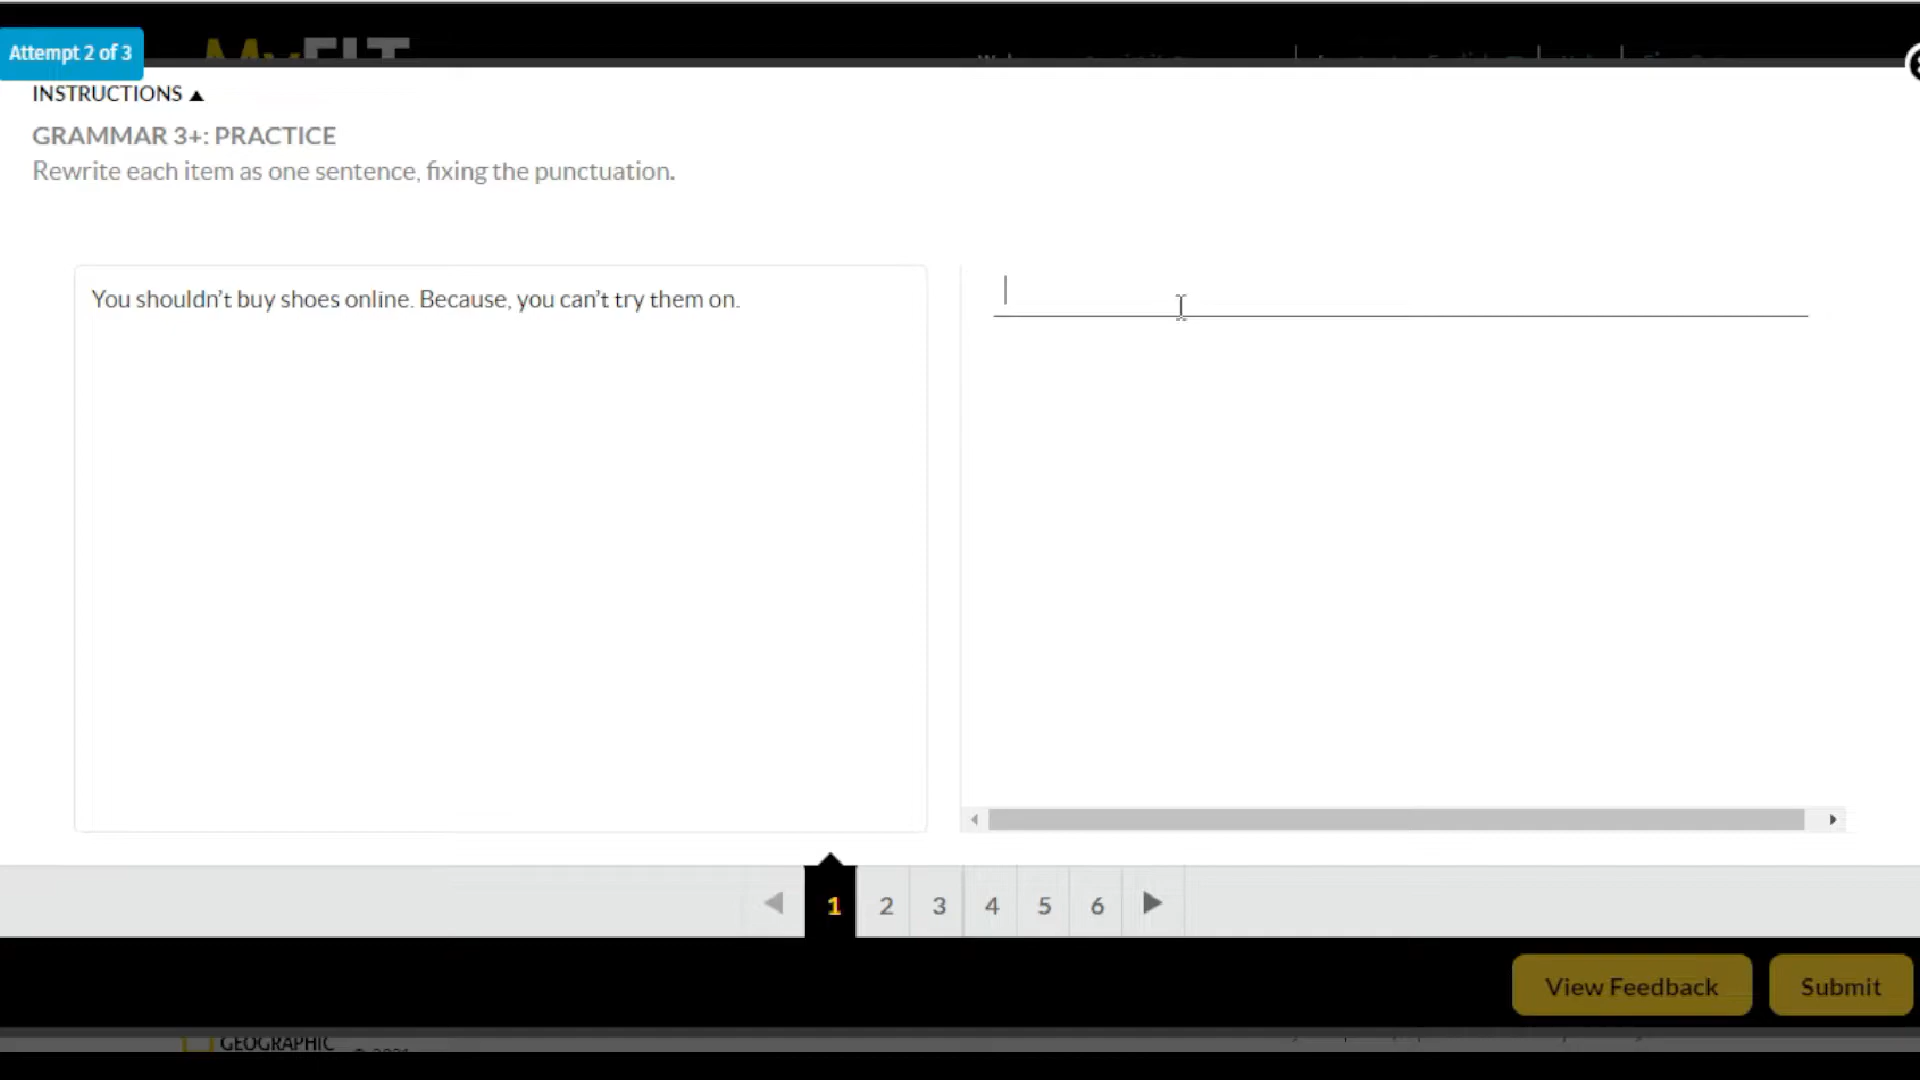 Attempt 2 of 3
INSTRUCTIONS ▲
GRAMMAR 3+: PRACTICE
Rewrite each item as one sentence, fixing the punctuation.
You shouldn’t buy shoes online. Because, you can’t try them on.
1 2 3 4 5 6
View Feedback Submit
GEOGRAPHIC